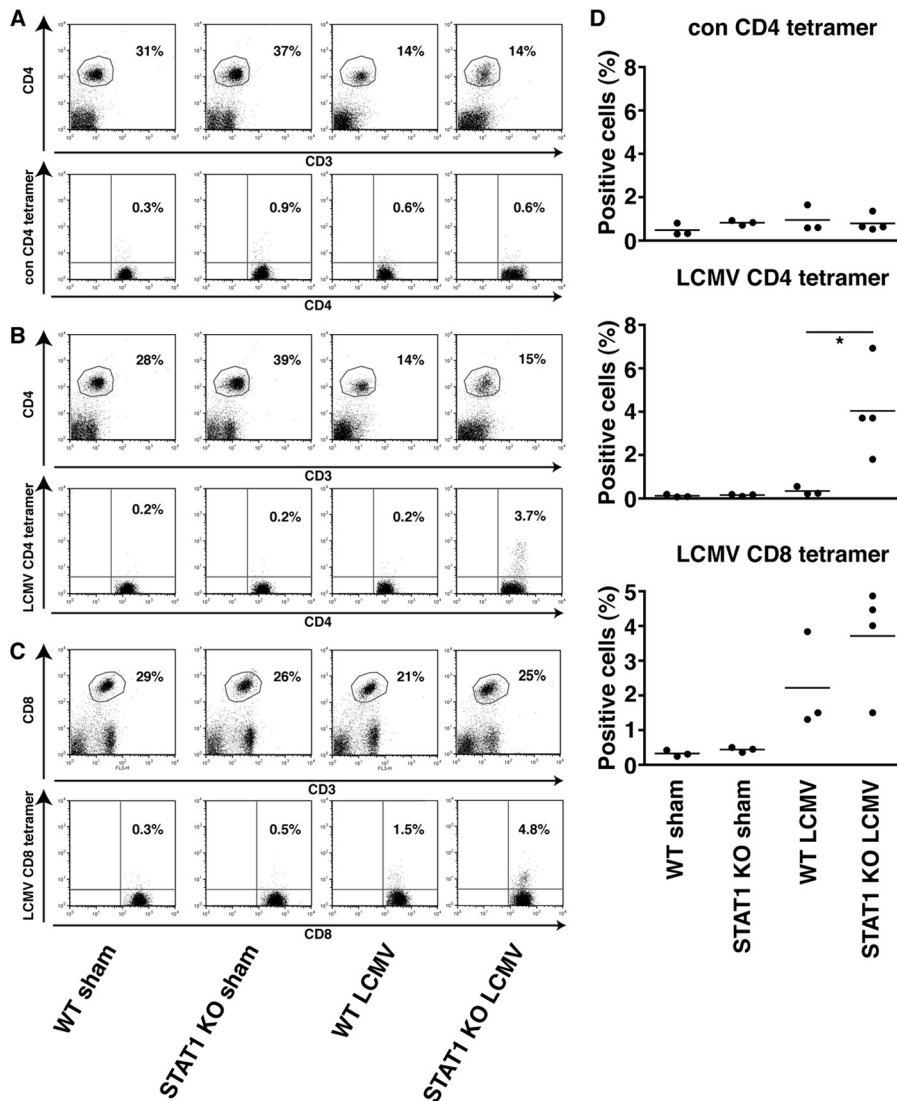 A
CD4
31%
37%
14%
14%
CD3
con CD4 tetramer
0.3%
0.9%
0.6%
0.6%
CD4
B
CD4
28%
39%
14%
15%
CD3
LCMV CD4 tetramer
0.2%
0.2%
0.2%
3.7%
CD4
C
CD8
29%
26%
21%
25%
FL3-H
FL3-H
CD3
LCMV CD8 tetramer
0.3%
0.5%
1.5%
4.8%
CD8
WT sham
STAT1 KO sham
WT LCMV
STAT1 KO LCMV
D
con CD4 tetramer
Positive cells (%)
8
6
4
2
0
LCMV CD4 tetramer
Positive cells (%)
8
6
4
2
0
*
LCMV CD8 tetramer
Positive cells (%)
5
4
3
2
1
0
WT sham
STAT1 KO sham
WT LCMV
STAT1 KO LCMV